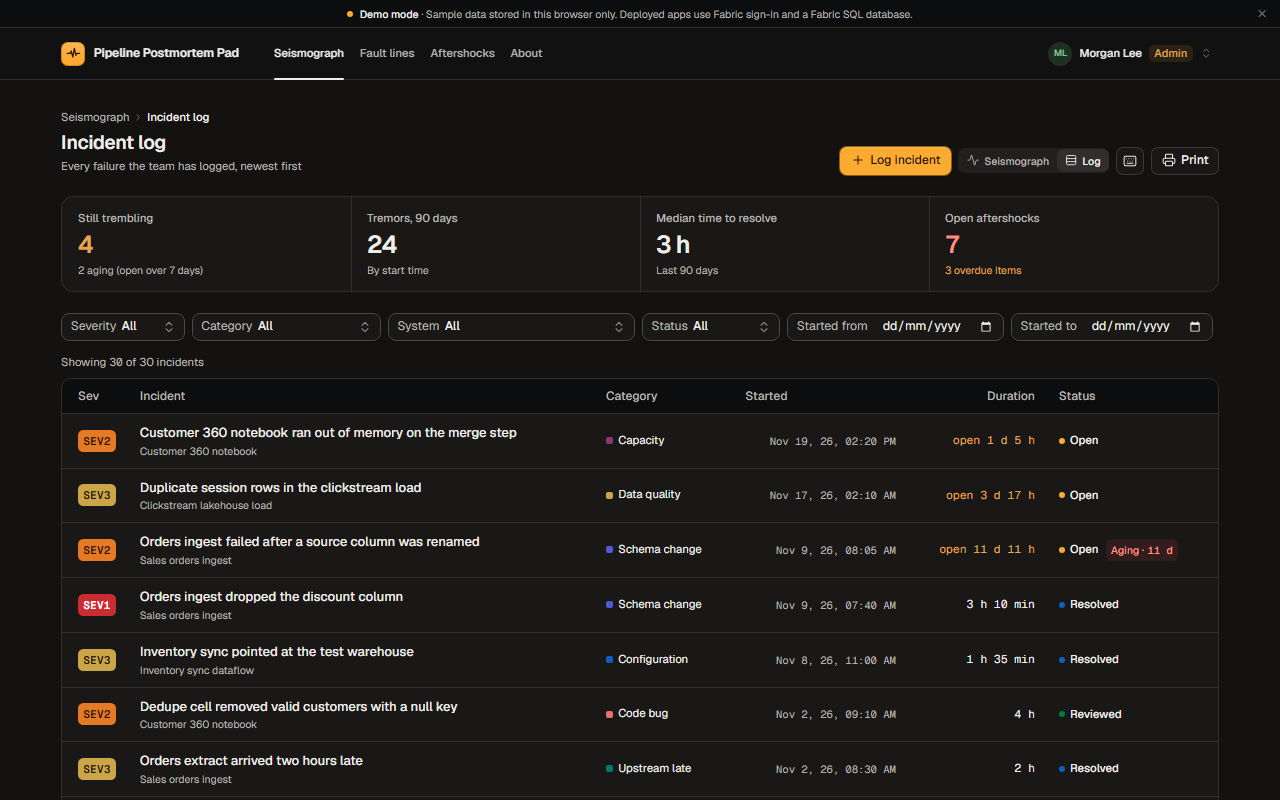 Demo mode · Sample data stored in this browser only. Deployed apps use Fabric sign-in and a Fabric SQL database.
Pipeline Postmortem Pad Seismograph Fault lines Aftershocks About ML Morgan Lee Admin
Seismograph › Incident log
Incident log
Every failure the team has logged, newest first
+ Log incident Seismograph Log Print
Still trembling Tremors, 90 days Median time to resolve Open aftershocks
4 24 3 h 7
2 aging (open over 7 days) By start time Last 90 days 3 overdue items
Severity All Category All System All Status All Started from dd/mm/yyyy Started to dd/mm/yyyy
Showing 30 of 30 incidents
Sev Incident Category Started Duration Status
SEV2 Customer 360 notebook ran out of memory on the merge step Capacity Nov 19, 26, 02:20 PM open 1 d 5 h Open
Customer 360 notebook
SEV3 Duplicate session rows in the clickstream load Data quality Nov 17, 26, 02:10 AM open 3 d 17 h Open
Clickstream lakehouse load
SEV2 Orders ingest failed after a source column was renamed Schema change Nov 9, 26, 08:05 AM open 11 d 11 h Open Aging · 11 d
Sales orders ingest
SEV1 Orders ingest dropped the discount column Schema change Nov 9, 26, 07:40 AM 3 h 10 min Resolved
Sales orders ingest
SEV3 Inventory sync pointed at the test warehouse Configuration Nov 8, 26, 11:00 AM 1 h 35 min Resolved
Inventory sync dataflow
SEV2 Dedupe cell removed valid customers with a null key Code bug Nov 2, 26, 09:10 AM 4 h Reviewed
Customer 360 notebook
SEV3 Orders extract arrived two hours late Upstream late Nov 2, 26, 08:30 AM 2 h Resolved
Sales orders ingest